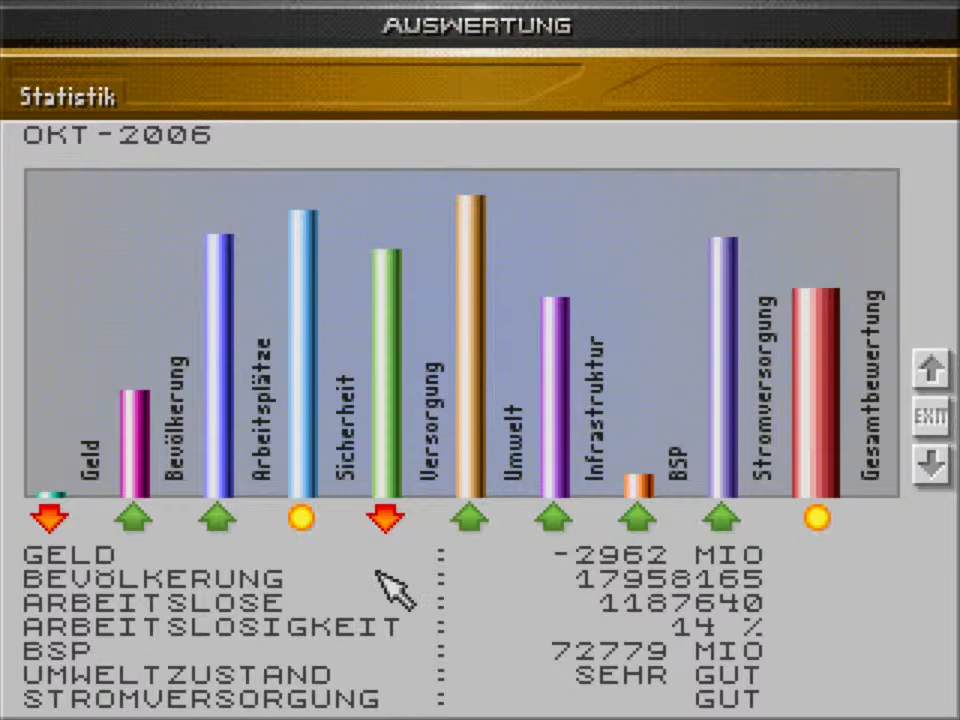 AUSWERTUNG
Statistik
OKT-2006
Geld
Bevölkerung
Arbeitsplätze
Sicherheit
Versorgung
Umwelt
Infrastruktur
BSP
Stromversorgung
Gesamtbewertung
EXIT
GELD : -2962 MIO
BEVÖLKERUNG : 17958165
ARBEITSLOSE : 1187640
ARBEITSLOSIGKEIT : 14 %
BSP : 72779 MIO
UMWELTZUSTAND : SEHR GUT
STROMVERSORGUNG : GUT